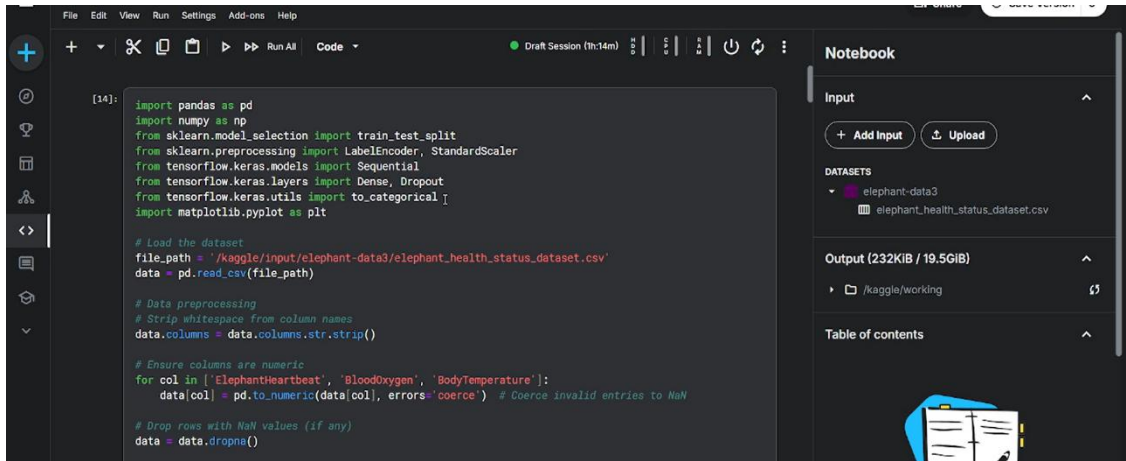 File Edit View Run Settings Add-ons Help
Run All Code Draft Session (1h:14m) HDD CPU RAM
[14]:
import pandas as pd
import numpy as np
from sklearn.model_selection import train_test_split
from sklearn.preprocessing import LabelEncoder, StandardScaler
from tensorflow.keras.models import Sequential
from tensorflow.keras.layers import Dense, Dropout
from tensorflow.keras.utils import to_categorical
import matplotlib.pyplot as plt
# Load the dataset
file_path = '/kaggle/input/elephant-data3/elephant_health_status_dataset.csv'
data = pd.read_csv(file_path)
# Data preprocessing
# Strip whitespace from column names
data.columns = data.columns.str.strip()
# Ensure columns are numeric
for col in ['ElephantHeartbeat', 'BloodOxygen', 'BodyTemperature']:
data[col] = pd.to_numeric(data[col], errors='coerce') # Coerce invalid entries to NaN
# Drop rows with NaN values (if any)
data = data.dropna()
Notebook
Input
+ Add Input Upload
DATASETS
elephant-data3
elephant_health_status_dataset.csv
Output (232KiB / 19.5GiB)
/kaggle/working
Table of contents